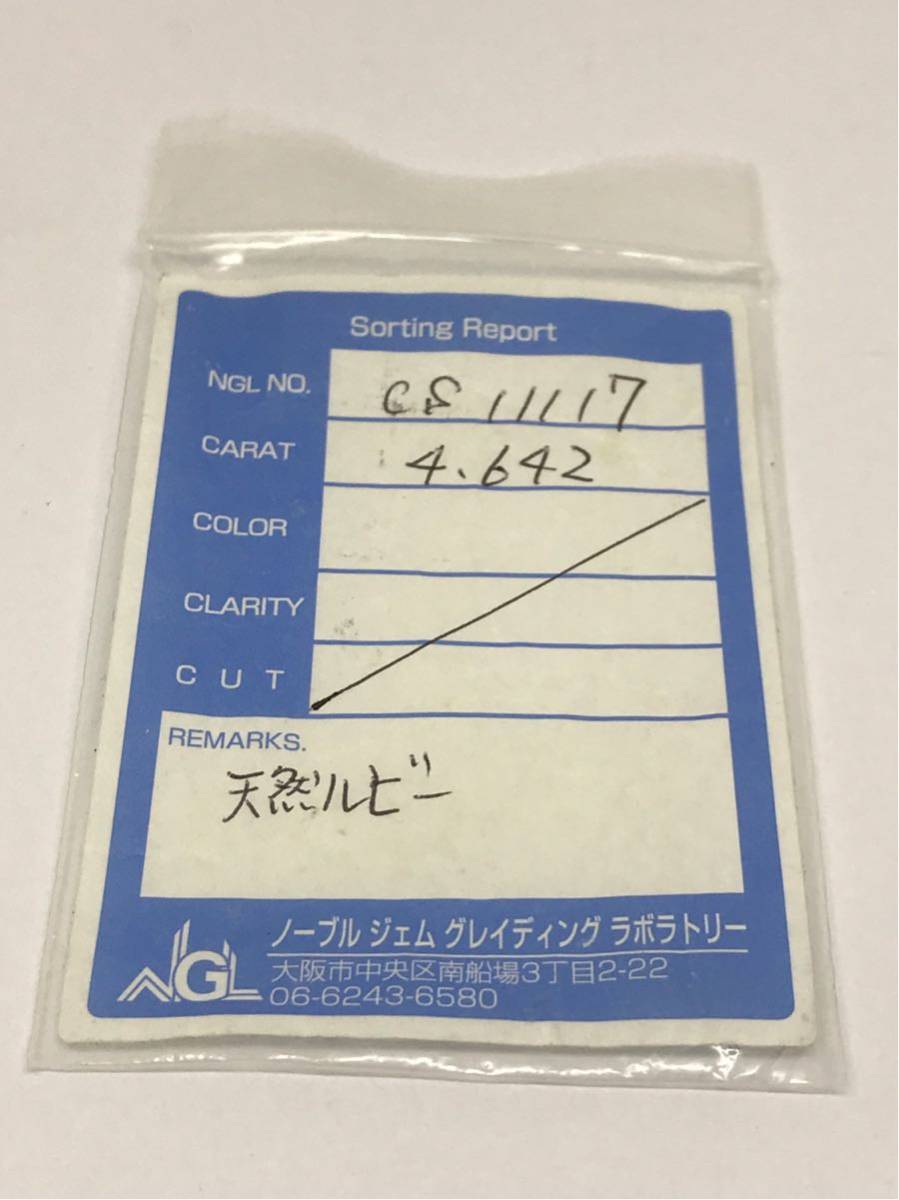 Sorting Report
NGL NO. CS 11117
CARAT 4.642
COLOR
CLARITY
CUT
REMARKS.
天然ルビー
NGL
ノーブル ジェム グレイディング ラボラトリー
大阪市中央区南船場3丁目2-22
06-6243-6580